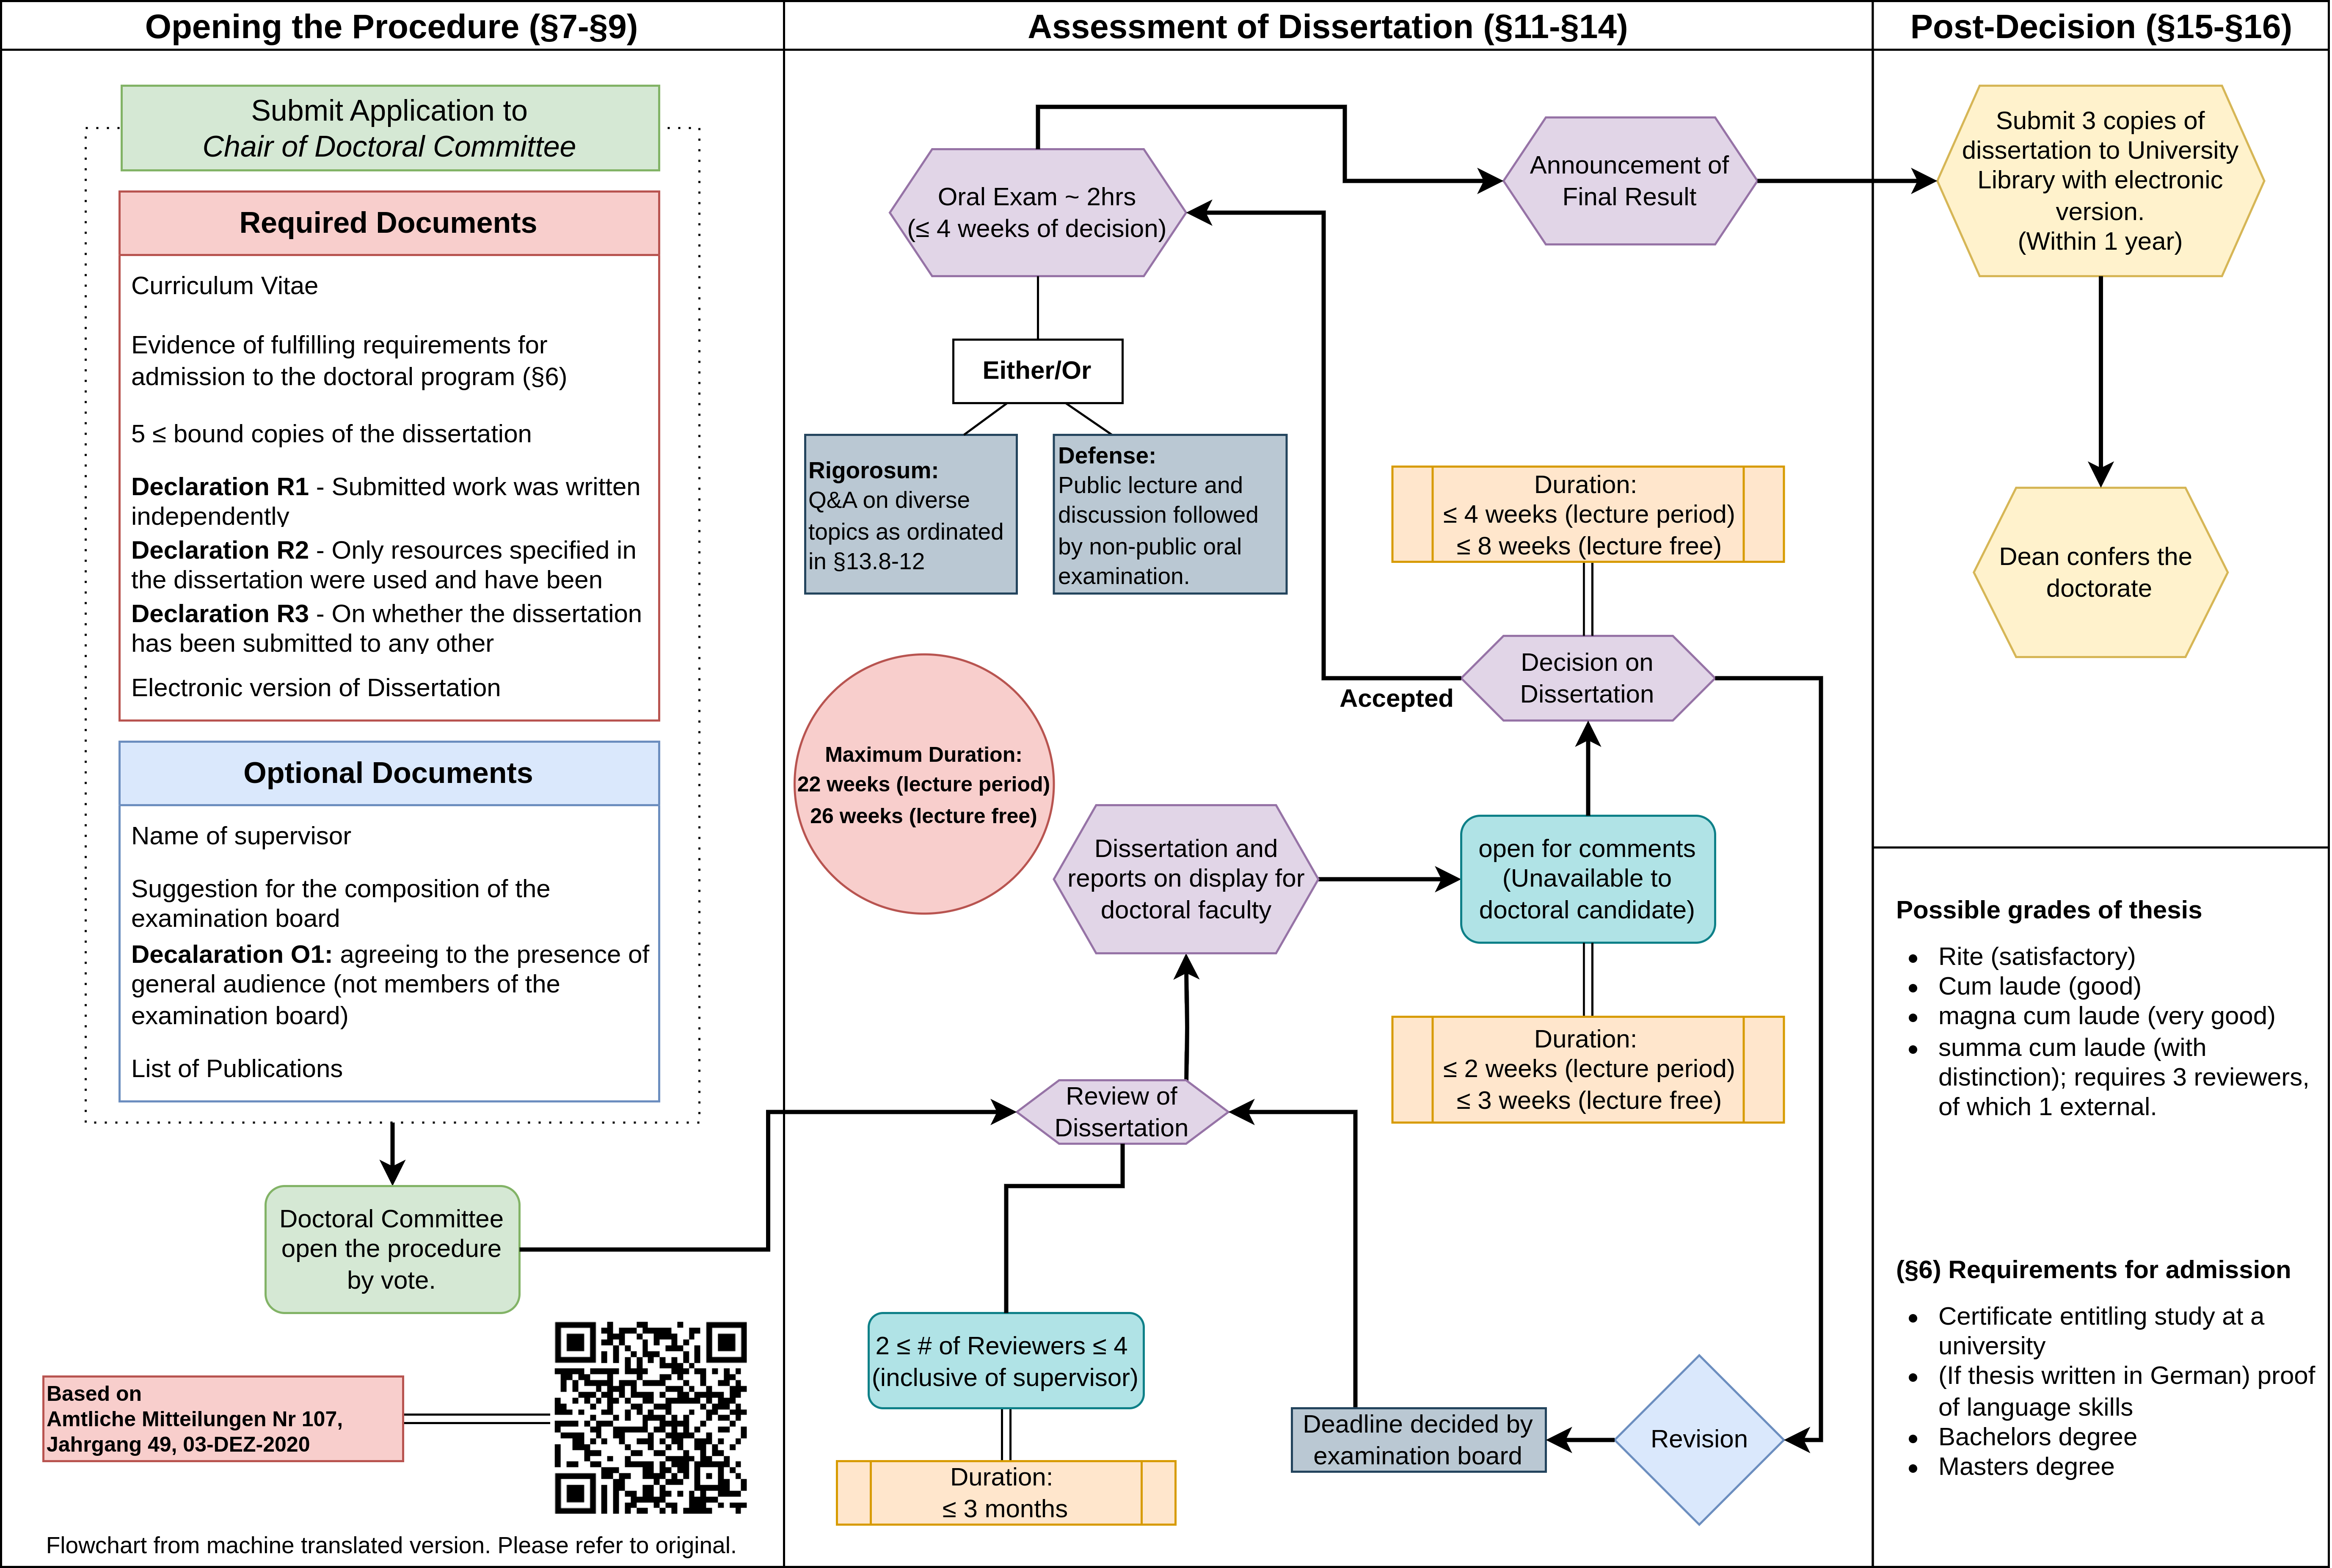 Opening the Procedure (§7-§9)
Submit Application to
Chair of Doctoral Committee
Required Documents
Curriculum Vitae
Evidence of fulfilling requirements for
admission to the doctoral program (§6)
5 ≤ bound copies of the dissertation
Declaration R1 - Submitted work was written
independently
Declaration R2 - Only resources specified in
the dissertation were used and have been
Declaration R3 - On whether the dissertation
has been submitted to any other
Electronic version of Dissertation
Optional Documents
Name of supervisor
Suggestion for the composition of the
examination board
Decalaration O1: agreeing to the presence of
general audience (not members of the
examination board)
List of Publications
Doctoral Committee
open the procedure
by vote.
Based on
Amtliche Mitteilungen Nr 107,
Jahrgang 49, 03-DEZ-2020
Flowchart from machine translated version. Please refer to original.
Assessment of Dissertation (§11-§14)
Oral Exam ~ 2hrs
(≤ 4 weeks of decision)
Announcement of
Final Result
Either/Or
Rigorosum:
Q&A on diverse
topics as ordinated
in §13.8-12
Defense:
Public lecture and
discussion followed
by non-public oral
examination.
Duration:
≤ 4 weeks (lecture period)
≤ 8 weeks (lecture free)
Decision on
Dissertation
Accepted
Maximum Duration:
22 weeks (lecture period)
26 weeks (lecture free)
Dissertation and
reports on display for
doctoral faculty
open for comments
(Unavailable to
doctoral candidate)
Duration:
≤ 2 weeks (lecture period)
≤ 3 weeks (lecture free)
Review of
Dissertation
2 ≤ # of Reviewers ≤ 4
(inclusive of supervisor)
Duration:
≤ 3 months
Deadline decided by
examination board
Revision
Post-Decision (§15-§16)
Submit 3 copies of
dissertation to University
Library with electronic
version.
(Within 1 year)
Dean confers the
doctorate
Possible grades of thesis
• Rite (satisfactory)
• Cum laude (good)
• magna cum laude (very good)
• summa cum laude (with
distinction); requires 3 reviewers,
of which 1 external.
(§6) Requirements for admission
• Certificate entitling study at a
university
• (If thesis written in German) proof
of language skills
• Bachelors degree
• Masters degree